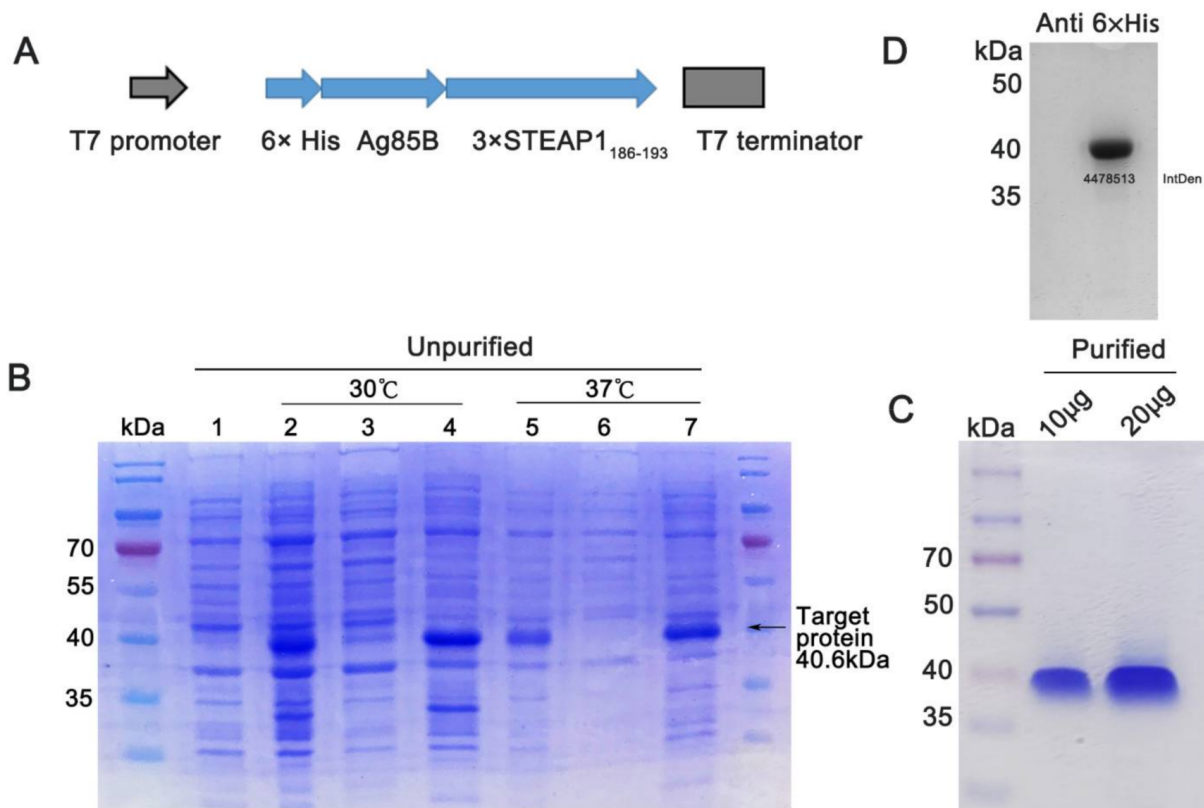 A
T7 promoter
6× His
Ag85B
3×STEAP1186-193
T7 terminator
D
Anti 6×His
kDa
50
40
35
4478513
IntDen
B
Unpurified
30℃
37℃
kDa
1
2
3
4
5
6
7
70
55
40
35
Target
protein
40.6kDa
C
Purified
10μg
20μg
kDa
70
50
40
35